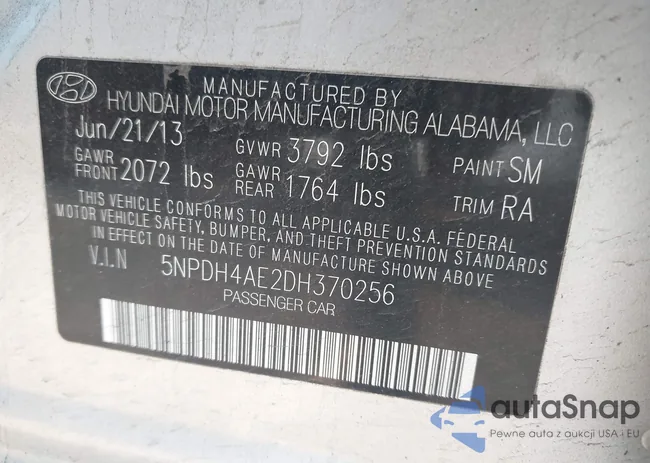 MANUFACTURED BY
HYUNDAI MOTOR MANUFACTURING ALABAMA, LLC
Jun/21/13 GVWR 3792 lbs PAINT SM
GAWR FRONT 2072 lbs GAWR REAR 1764 lbs TRIM RA
THIS VEHICLE CONFORMS TO ALL APPLICABLE U.S.A. FEDERAL
MOTOR VEHICLE SAFETY, BUMPER, AND THEFT PREVENTION STANDARDS
IN EFFECT ON THE DATE OF MANUFACTURE SHOWN ABOVE
V.I.N 5NPDH4AE2DH370256
PASSENGER CAR
autaSnap
Pewne auta z aukcji USA - EU